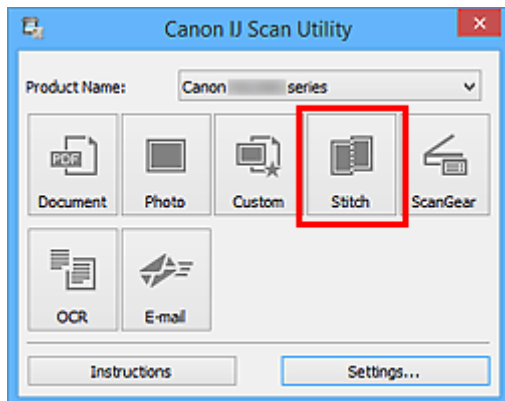 Canon IJ Scan Utility
Product Name: Canon series
PDF
Document Photo Custom Stitch ScanGear
OCR E-mail
Instructions Settings...